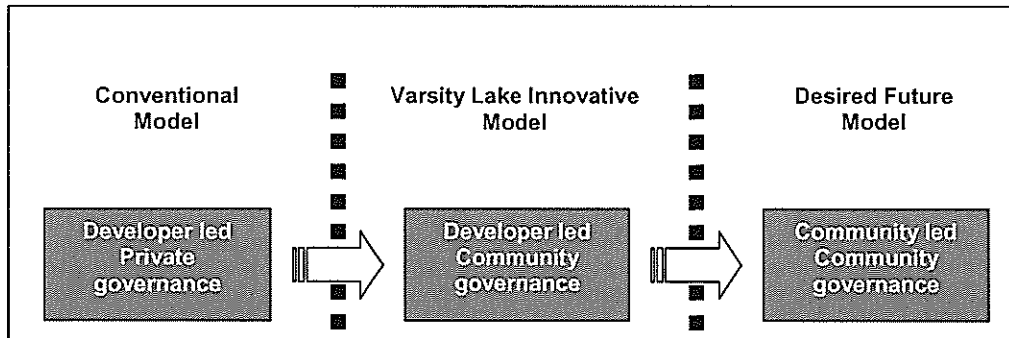 Conventional
Model
Varsity Lake Innovative
Model
Desired Future
Model
Developer led
Private
governance
Developer led
Community
governance
Community led
Community
governance